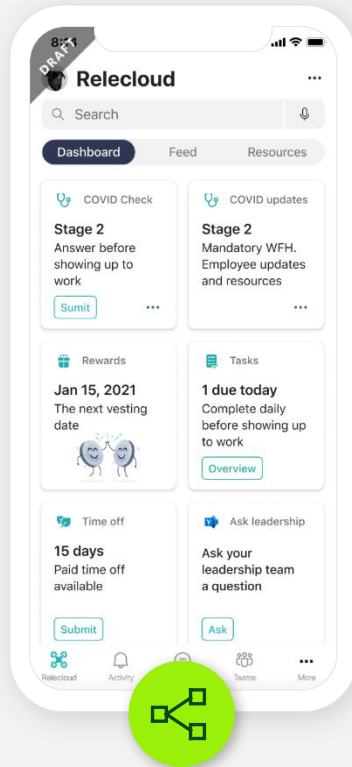 DRAFT
Relecloud
Search
Dashboard Feed Resources
COVID Check
Stage 2
Answer before
showing up to
work
Sumit
COVID updates
Stage 2
Mandatory WFH.
Employee updates
and resources
Rewards
Jan 15, 2021
The next vesting
date
Tasks
1 due today
Complete daily
before showing up
to work
Overview
Time off
15 days
Paid time off
available
Submit
Ask leadership
Ask your
leadership team
a question
Ask
Relecloud Activity Teams More